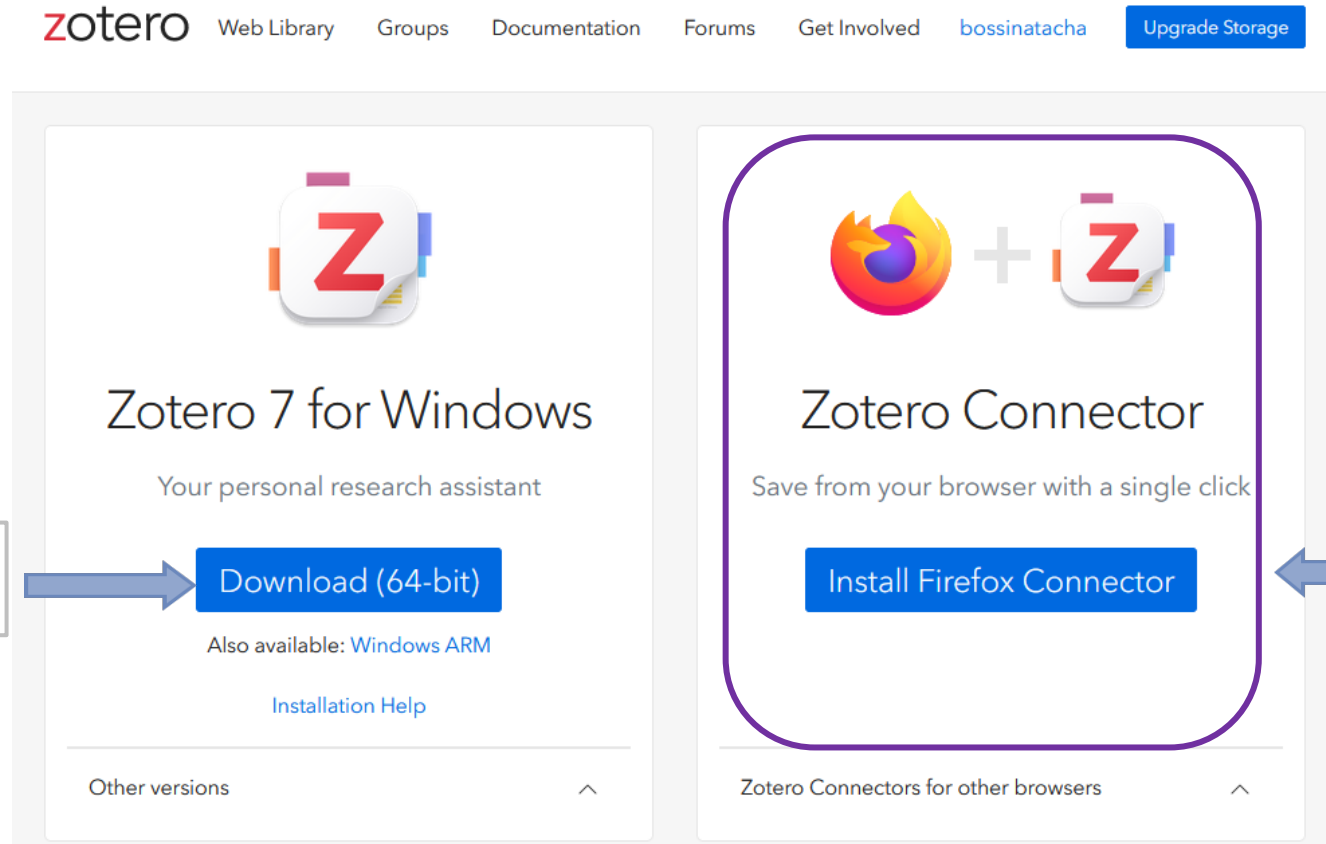 zotero Web Library Groups Documentation Forums Get Involved bossinatacha Upgrade Storage
Zotero 7 for Windows
Your personal research assistant
Download (64-bit)
Also available: Windows ARM
Installation Help
Other versions
Zotero Connector
Save from your browser with a single click
Install Firefox Connector
Zotero Connectors for other browsers